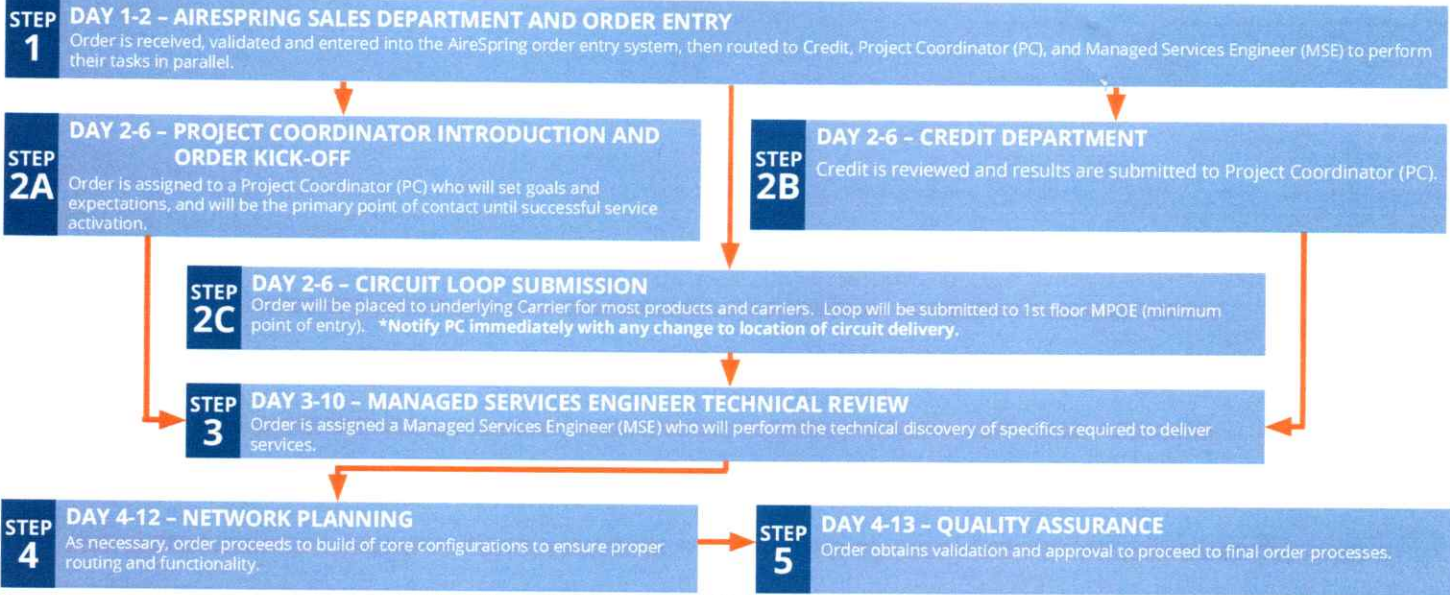 STEP
1
DAY 1-2 – AIRESPRING SALES DEPARTMENT AND ORDER ENTRY
Order is received, validated and entered into the AireSpring order entry system, then routed to Credit, Project Coordinator (PC), and Managed Services Engineer (MSE) to perform
their tasks in parallel.
STEP
2A
DAY 2-6 – PROJECT COORDINATOR INTRODUCTION AND
ORDER KICK-OFF
Order is assigned to a Project Coordinator (PC) who will set goals and
expectations, and will be the primary point of contact until successful service
activation.
STEP
2B
DAY 2-6 – CREDIT DEPARTMENT
Credit is reviewed and results are submitted to Project Coordinator (PC).
STEP
2C
DAY 2-6 – CIRCUIT LOOP SUBMISSION
Order will be placed to underlying Carrier for most products and carriers. Loop will be submitted to 1st floor MPOE (minimum
point of entry). *Notify PC immediately with any change to location of circuit delivery.
STEP
3
DAY 3-10 – MANAGED SERVICES ENGINEER TECHNICAL REVIEW
Order is assigned a Managed Services Engineer (MSE) who will perform the technical discovery of specifics required to deliver
services.
STEP
4
DAY 4-12 – NETWORK PLANNING
As necessary, order proceeds to build of core configurations to ensure proper
routing and functionality.
STEP
5
DAY 4-13 – QUALITY ASSURANCE
Order obtains validation and approval to proceed to final order processes.